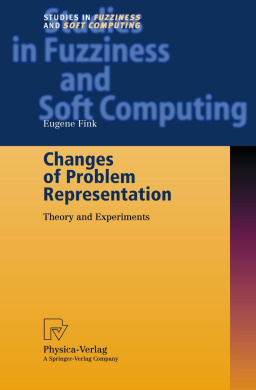 STUDIES IN FUZZINESS
AND SOFT COMPUTING
Studies
in Fuzziness
and
Soft Computing
Eugene Fink
Changes
of Problem
Representation
Theory and Experiments
Physica-Verlag
A Springer-Verlag Company